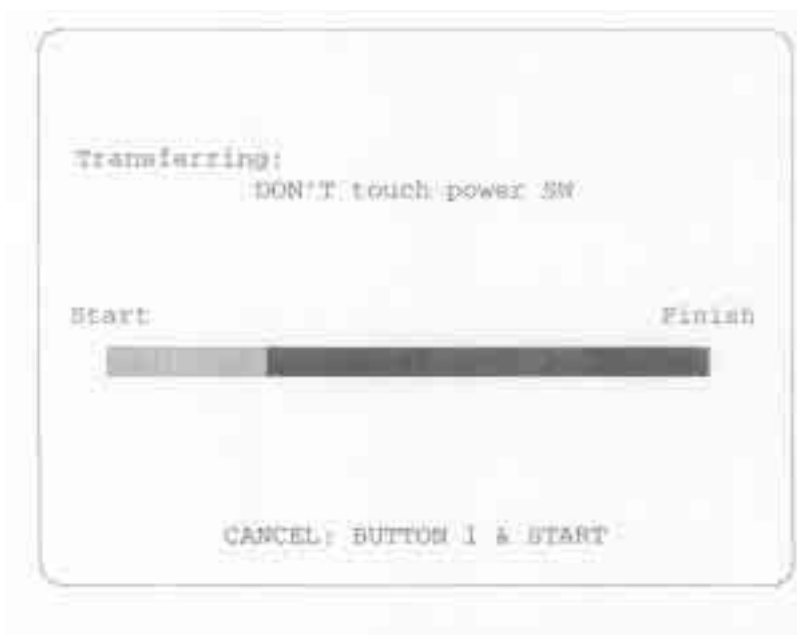 Transferring:
DON'T touch power SW
Start Finish
CANCEL: BUTTON 1 & START